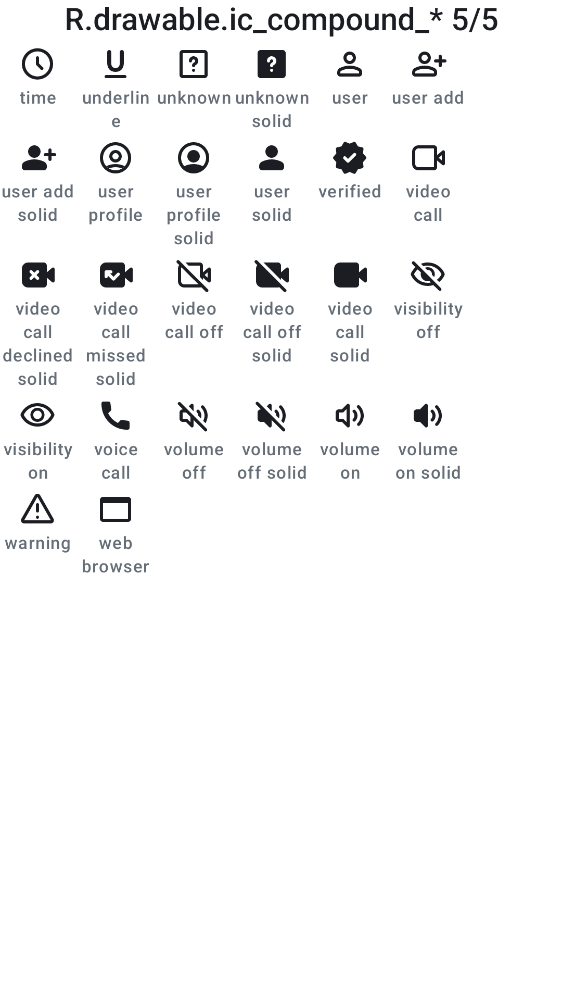 R.drawable.ic_compound_* 5/5
time underlin unknown unknown user user add
e solid
user add user user user verified video
solid profile profile solid call
solid
video video video video video visibility
call call call off call off call off
declined missed solid solid
solid solid
visibility voice volume volume volume volume
on call off off solid on on solid
warning web
browser